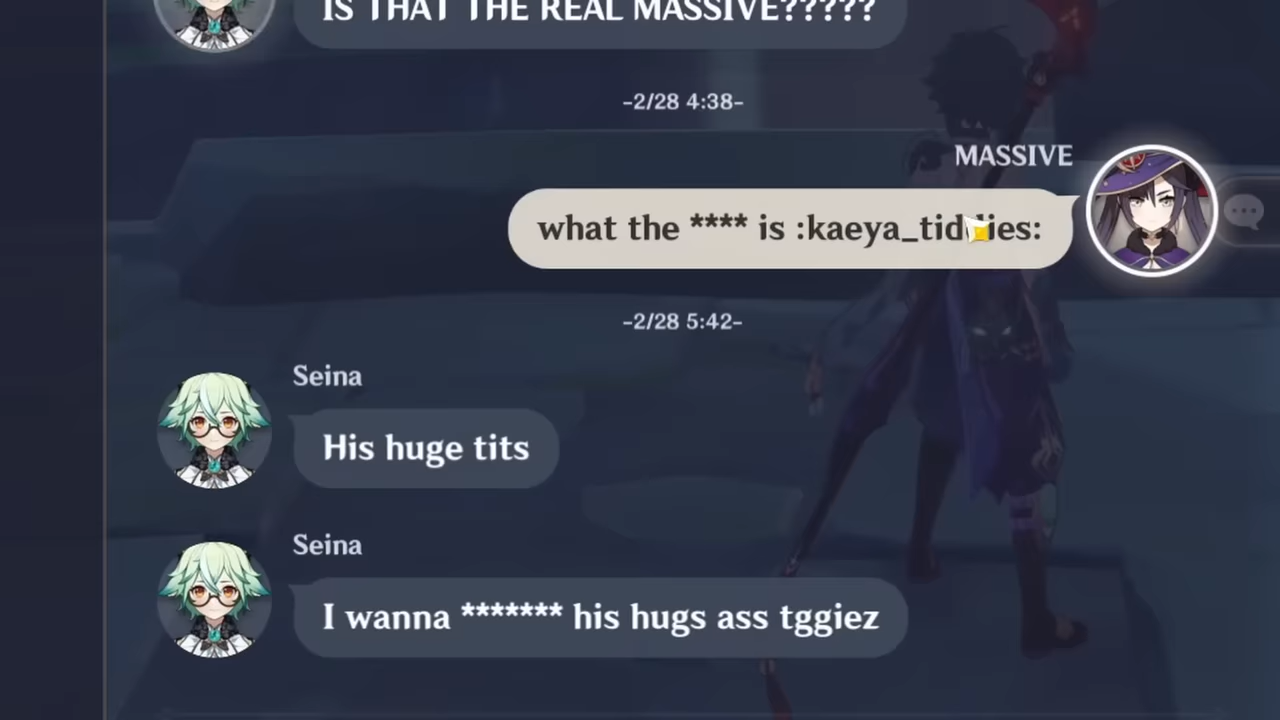 IS THAT THE REAL MASSIVE?????
-2/28 4:38-
MASSIVE
what the **** is :kaeya_tiddies:
-2/28 5:42-
Seina
His huge tits
Seina
I wanna ******* his hugs ass tggiez